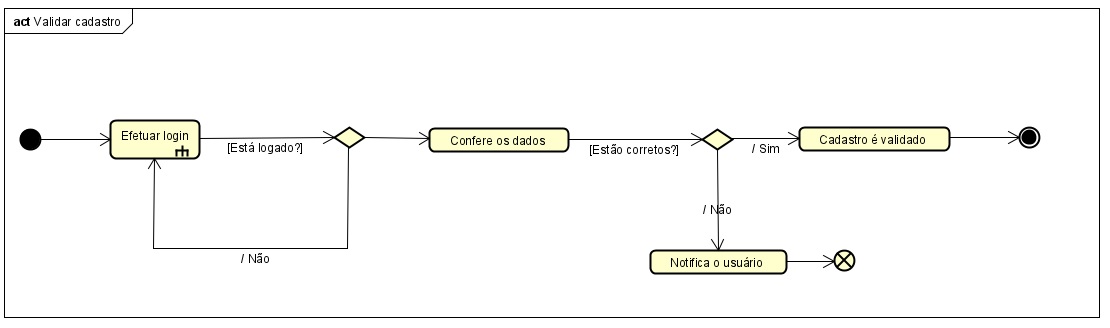 act Validar cadastro
Efetuar login
[Está logado?]
/ Não
Confere os dados
[Estão corretos?]
/ Sim
Cadastro é validado
/ Não
Notifica o usuário